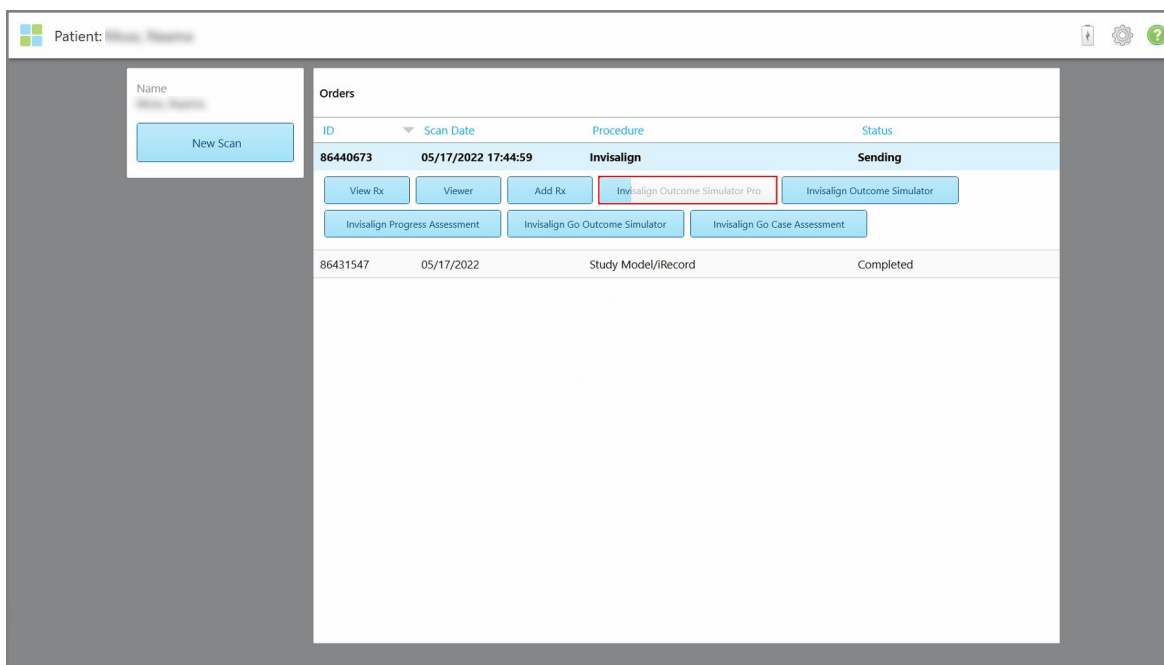 Patient:
Name
New Scan
Orders
ID Scan Date Procedure Status
86440673 05/17/2022 17:44:59 Invisalign Sending
View Rx Viewer Add Rx Invisalign Outcome Simulator Pro Invisalign Outcome Simulator
Invisalign Progress Assessment Invisalign Go Outcome Simulator Invisalign Go Case Assessment
86431547 05/17/2022 Study Model/iRecord Completed
?